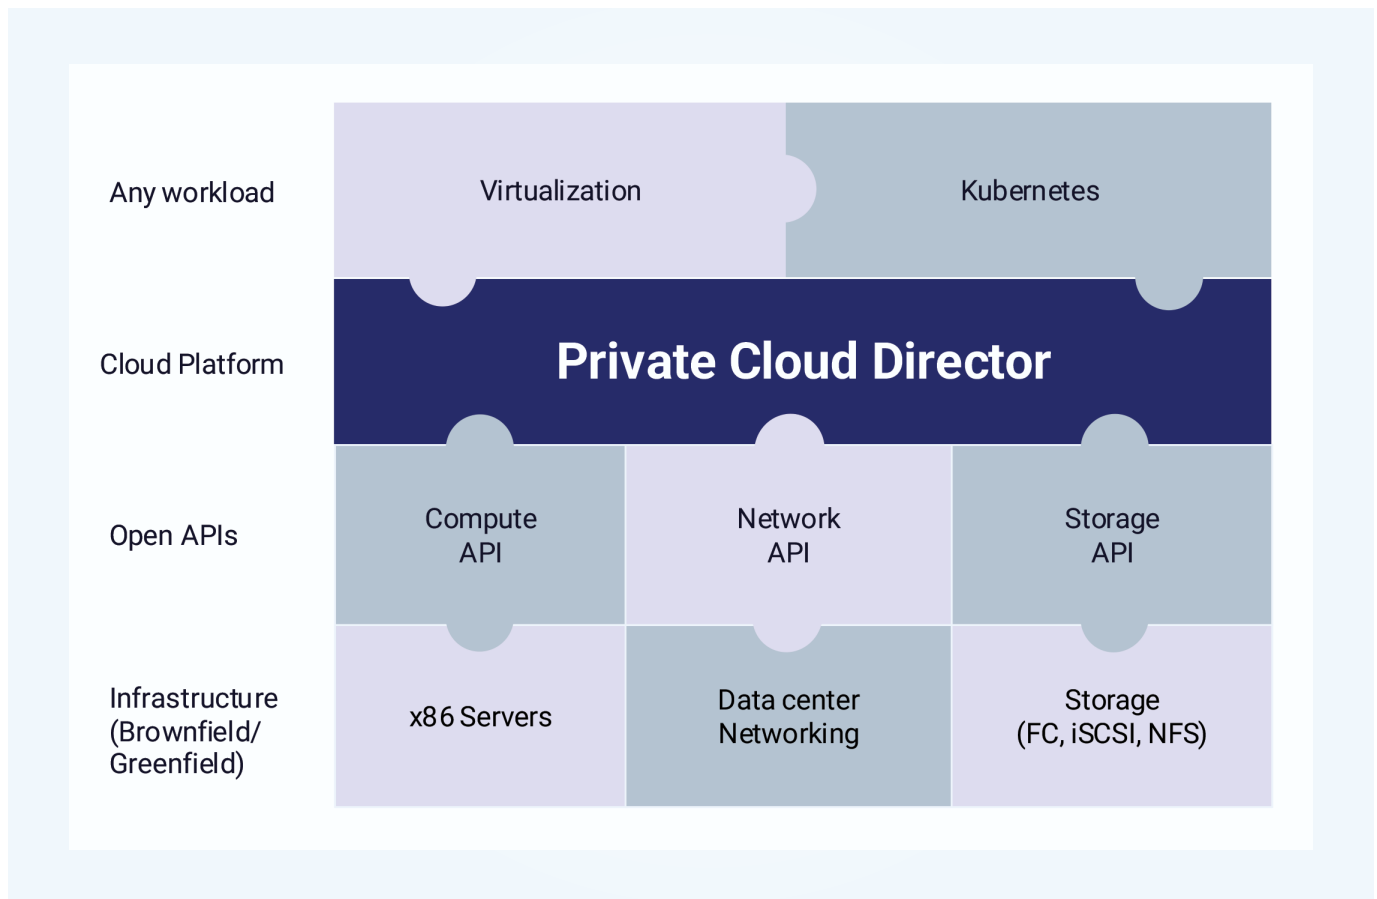 Any workload
Virtualization
Kubernetes
Cloud Platform
Private Cloud Director
Open APIs
Compute
API
Network
API
Storage
API
Infrastructure
(Brownfield/
Greenfield)
x86 Servers
Data center
Networking
Storage
(FC, iSCSI, NFS)